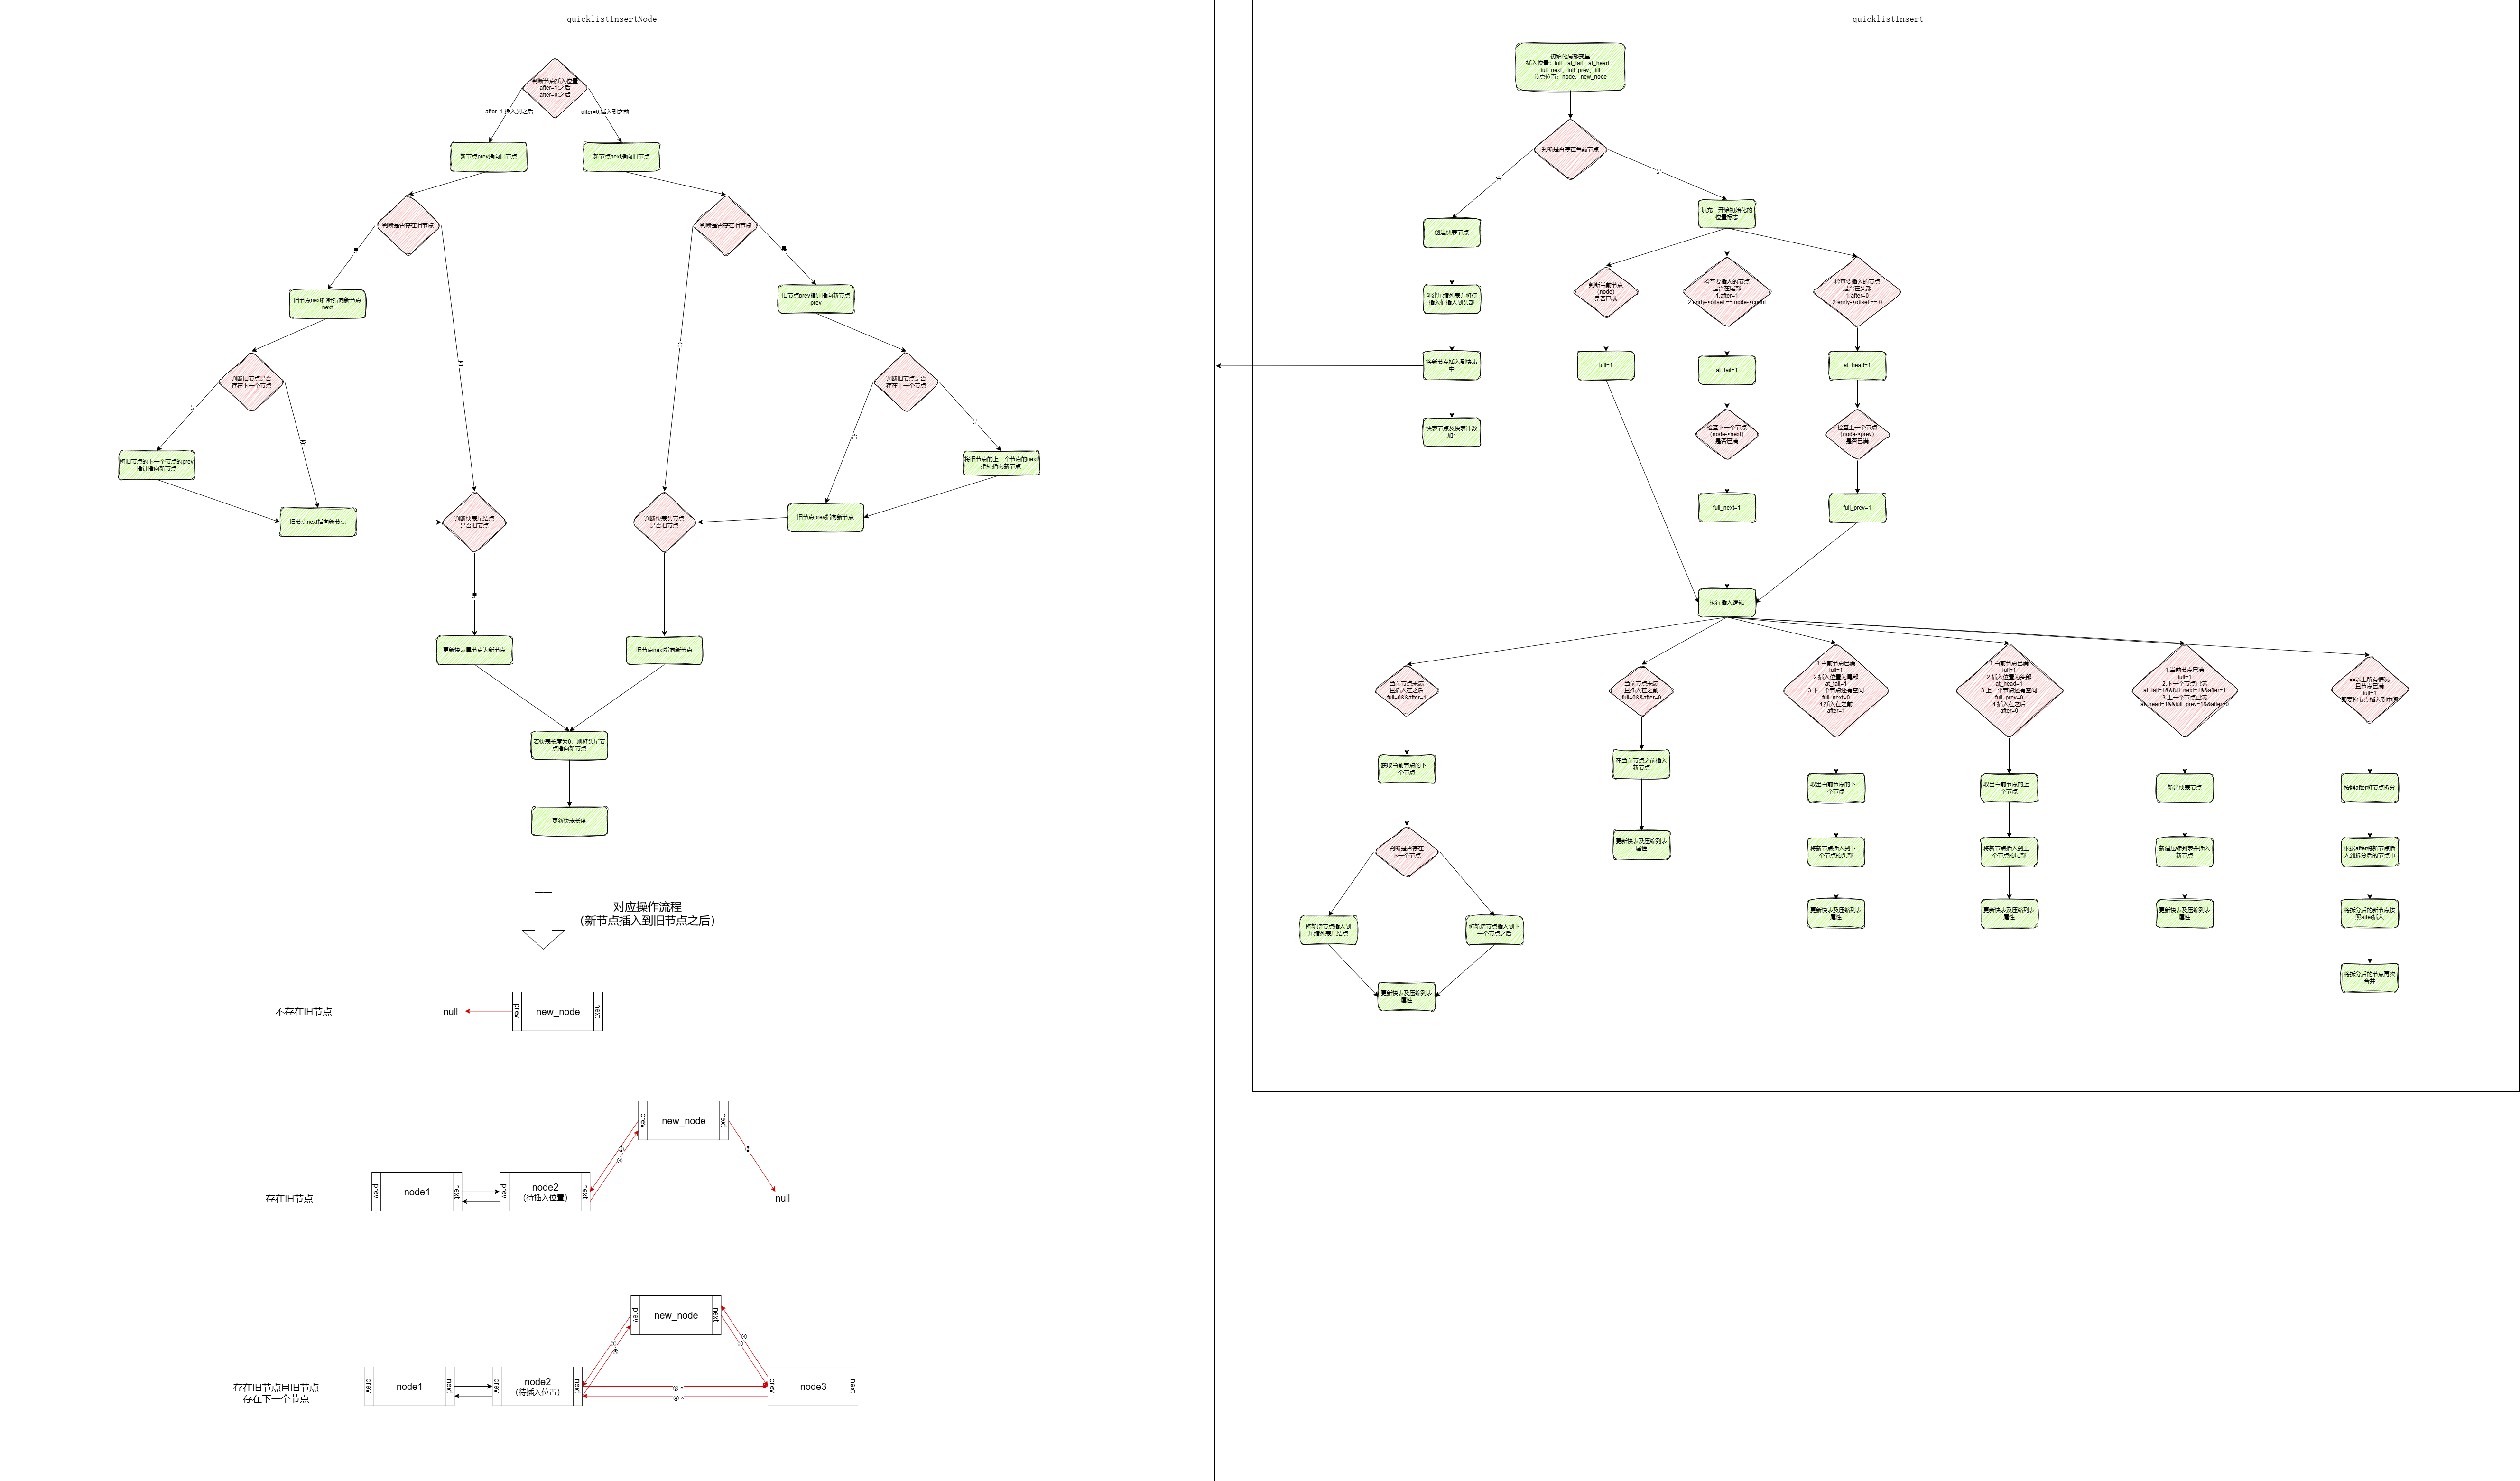 __quicklistInsertNode
判断节点插入位置
after=1:之后
after=0:之后
after=1,插入到之后
after=0,插入到之前
新节点prev指向旧节点
新节点next指向旧节点
判断是否存在旧节点
判断是否存在旧节点
是
是
旧节点next指针指向新节点
next
旧节点prev指针指向新节点
prev
否
否
判断旧节点是否
存在下一个节点
判断旧节点是否
存在上一个节点
是
否
否
是
将旧节点的下一个节点的prev
指针指向新节点
将旧节点的上一个节点的next
指针指向新节点
旧节点next指向新节点
判断快表尾结点
是否旧节点
判断快表头节点
是否旧节点
旧节点prev指向新节点
是
更新快表尾节点为新节点
旧节点next指向新节点
若快表长度为0，则将头尾节
点指向新节点
更新快表长度
对应操作流程
（新节点插入到旧节点之后）
不存在旧节点
null
prev
new_node
next
prev
new_node
next
①
③
②
存在旧节点
prev
node1
next
prev
node2
（待插入位置）
next
null
prev
new_node
next
①
⑤
③
②
存在旧节点且旧节点
存在下一个节点
prev
node1
next
prev
node2
（待插入位置）
next
⑥ ×
④ ×
prev
node3
next
_quicklistInsert
初始化局部变量
插入位置：full，at_tail，at_head，
full_next，full_prev，fill
节点位置：node，new_node
判断是否存在当前节点
否
是
创建快表节点
填充一开始初始化的
位置标志
创建压缩列表并将待
插入值插入到头部
判断当前节点
（node）
是否已满
检查要插入的节点
是否在尾部
1.after=1
2.enrty->offset == node->count
检查要插入的节点
是否在头部
1.after=0
2.enrty->offset == 0
将新节点插入到快表
中
full=1
at_tail=1
at_head=1
快表节点及快表计数
加1
检查下一个节点
（node->next）
是否已满
检查上一个节点
（node->prev）
是否已满
full_next=1
full_prev=1
执行插入逻辑
当前节点未满
且插入在之后
full=0&&after=1
当前节点未满
且插入在之前
full=0&&after=0
1.当前节点已满
full=1
2.插入位置为尾部
at_tail=1
3.下一个节点还有空间
full_next=0
4.插入在之前
after=1
1.当前节点已满
full=1
2.插入位置为头部
at_head=1
3.上一个节点还有空间
full_prev=0
4.插入在之后
after=0
1.当前节点已满
full=1
2.下一个节点已满
at_tail=1&&full_next=1&&after=1
3.上一个节点已满
at_head=1&&full_prev=1&&after=0
非以上所有情况
且节点已满
full=1
即要将节点插入到中间
获取当前节点的下一
个节点
在当前节点之前插入
新节点
取出当前节点的下一
个节点
取出当前节点的上一
个节点
新建快表节点
按照after将节点拆分
判断是否存在
下一个节点
更新快表及压缩列表
属性
将新节点插入到下一
个节点的头部
将新节点插入到上一
个节点的尾部
新建压缩列表并插入
新节点
根据after将新节点插
入到拆分后的节点中
将新增节点插入到
压缩列表尾结点
将新增节点插入到下
一个节点之后
更新快表及压缩列表
属性
更新快表及压缩列表
属性
更新快表及压缩列表
属性
将拆分后的新节点按
照after插入
更新快表及压缩列表
属性
将拆分后的节点再次
合并